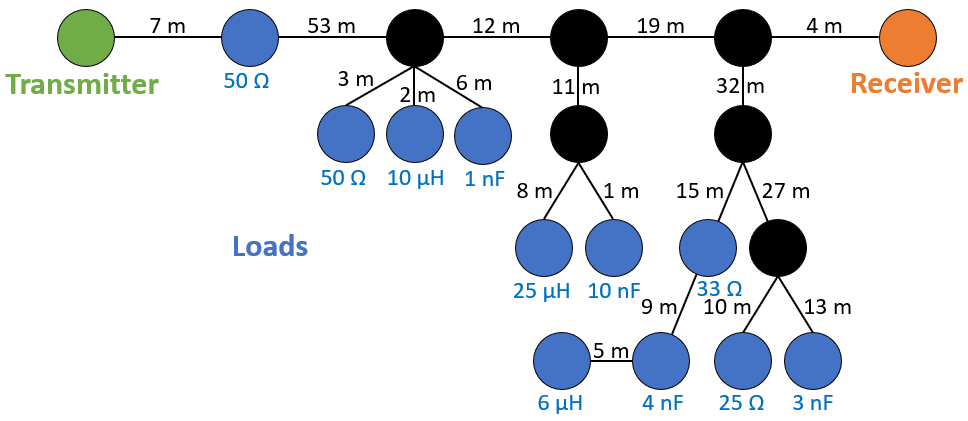 7 m 53 m 12 m 19 m 4 m
Transmitter 50 Ω Receiver
3 m 2 m 6 m 11 m 32 m
50 Ω 10 µH 1 nF
8 m 1 m 15 m 27 m
Loads
25 µH 10 nF 33 Ω
9 m 10 m 13 m
5 m
6 µH 4 nF 25 Ω 3 nF